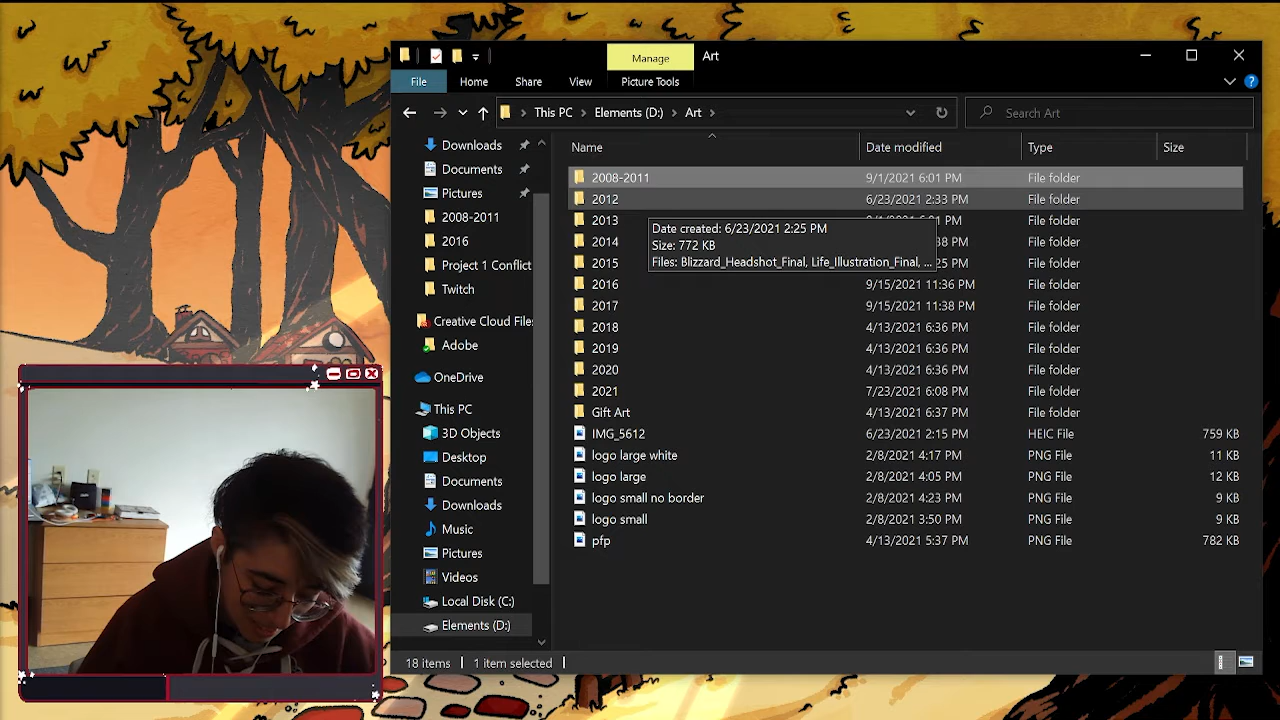 Manage
Art
File
Home
Share
View
Picture Tools
This PC
Elements (D:)
Art
Search Art
Downloads
Documents
Pictures
2008-2011
2016
Project 1 Conflict
Twitch
Creative Cloud Files
Adobe
OneDrive
This PC
3D Objects
Desktop
Documents
Downloads
Music
Pictures
Videos
Local Disk (C:)
Elements (D:)
Name Date modified Type Size
2008-2011 9/1/2021 6:01 PM File folder
2012 6/23/2021 2:33 PM File folder
2013 PM File folder
Date created: 6/23/2021 2:25 PM
Size: 772 KB
Files: Blizzard_Headshot_Final, Life_Illustration_Final, ...
2014 38 PM File folder
2015 25 PM File folder
2016 9/15/2021 11:36 PM File folder
2017 9/15/2021 11:38 PM File folder
2018 4/13/2021 6:36 PM File folder
2019 4/13/2021 6:36 PM File folder
2020 4/13/2021 6:36 PM File folder
2021 7/23/2021 6:08 PM File folder
Gift Art 4/13/2021 6:37 PM File folder
IMG_5612 6/23/2021 2:15 PM HEIC File 759 KB
logo large white 2/8/2021 4:17 PM PNG File 11 KB
logo large 2/8/2021 4:05 PM PNG File 12 KB
logo small no border 2/8/2021 4:23 PM PNG File 9 KB
logo small 2/8/2021 3:50 PM PNG File 9 KB
pfp 4/13/2021 5:37 PM PNG File 782 KB
18 items 1 item selected